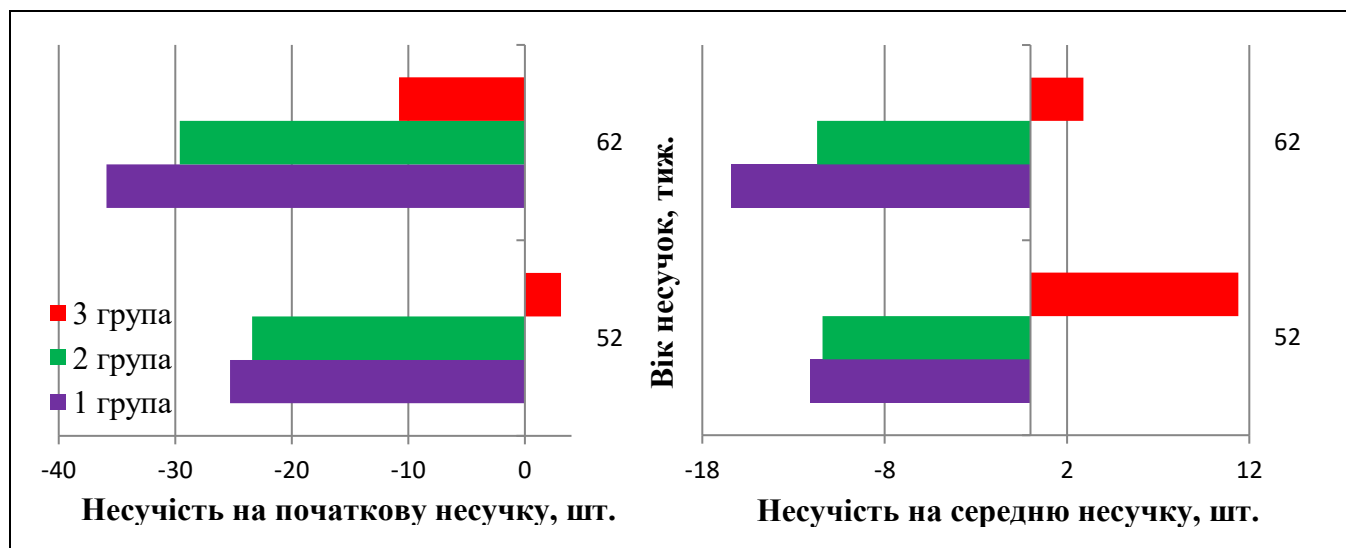 62
52
3 група
2 група
1 група
-40 -30 -20 -10 0
Несучість на початкову несучку, шт.
Вік несучок, тиж.
62
52
-18 -8 2 12
Несучість на середню несучку, шт.